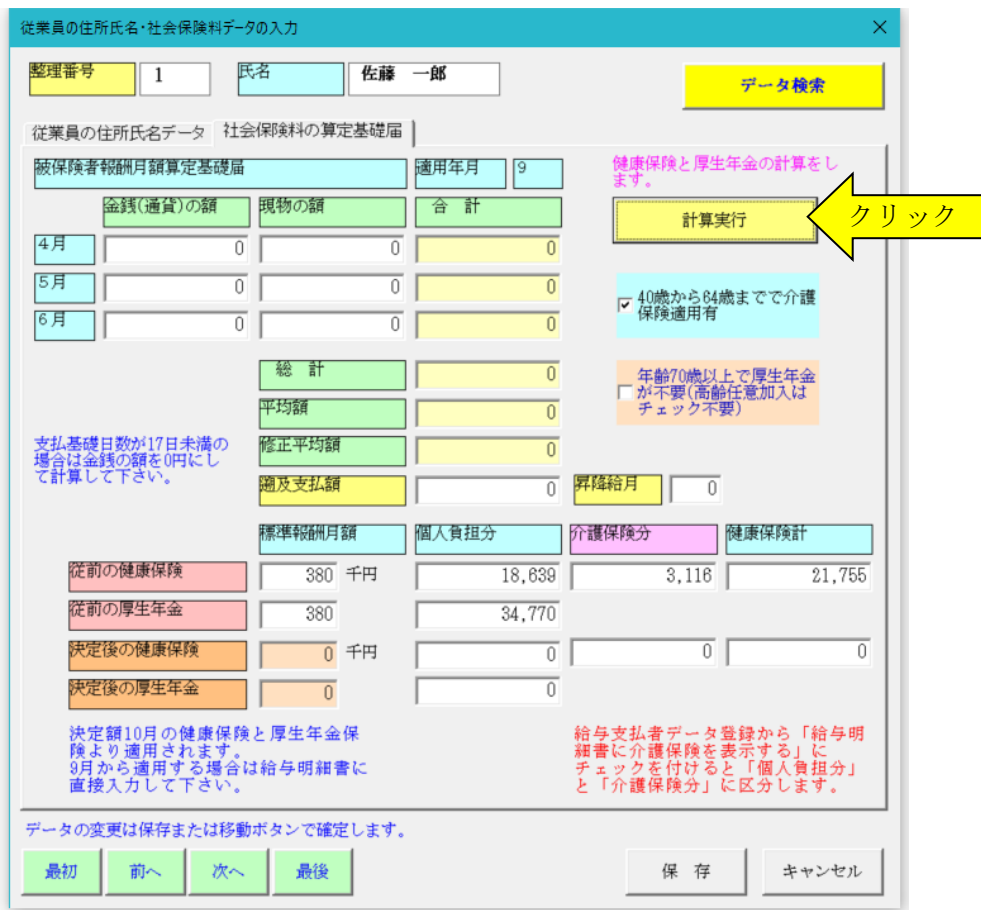 従業員の住所氏名・社会保険料データの入力
整理番号 1 氏名 佐藤 一郎
データ検索
従業員の住所氏名データ 社会保険料の算定基礎届
被保険者報酬月額算定基礎届 適用年月 9
健康保険と厚生年金の計算をし
ます。
金銭(通貨)の額 現物の額 合 計
計算実行
クリック
4月 0 0 0
5月 0 0 0
6月 0 0 0
40歳から64歳までで介護
保険適用有
総 計 0
平均額 0
修正平均額 0
年齢70歳以上で厚生年金
が不要(高齢任意加入は
チェック不要)
支払基礎日数が17日未満の
場合は金銭の額を0円にし
て計算して下さい。
遡及支払額 0 昇降給月 0
標準報酬月額 個人負担分 介護保険分 健康保険計
従前の健康保険 380 千円 18,639 3,116 21,755
従前の厚生年金 380 34,770
決定後の健康保険 0 千円 0 0 0
決定後の厚生年金 0 0
決定額10月の健康保険と厚生年金保
険より適用されます。
9月から適用する場合は給与明細書に
直接入力して下さい。
給与支払者データ登録から「給与明
細書に介護保険を表示する」に
チェックを付けると「個人負担分」
と「介護保険分」に区分します。
データの変更は保存または移動ボタンで確定します。
最初 前へ 次へ 最後 保 存 キャンセル